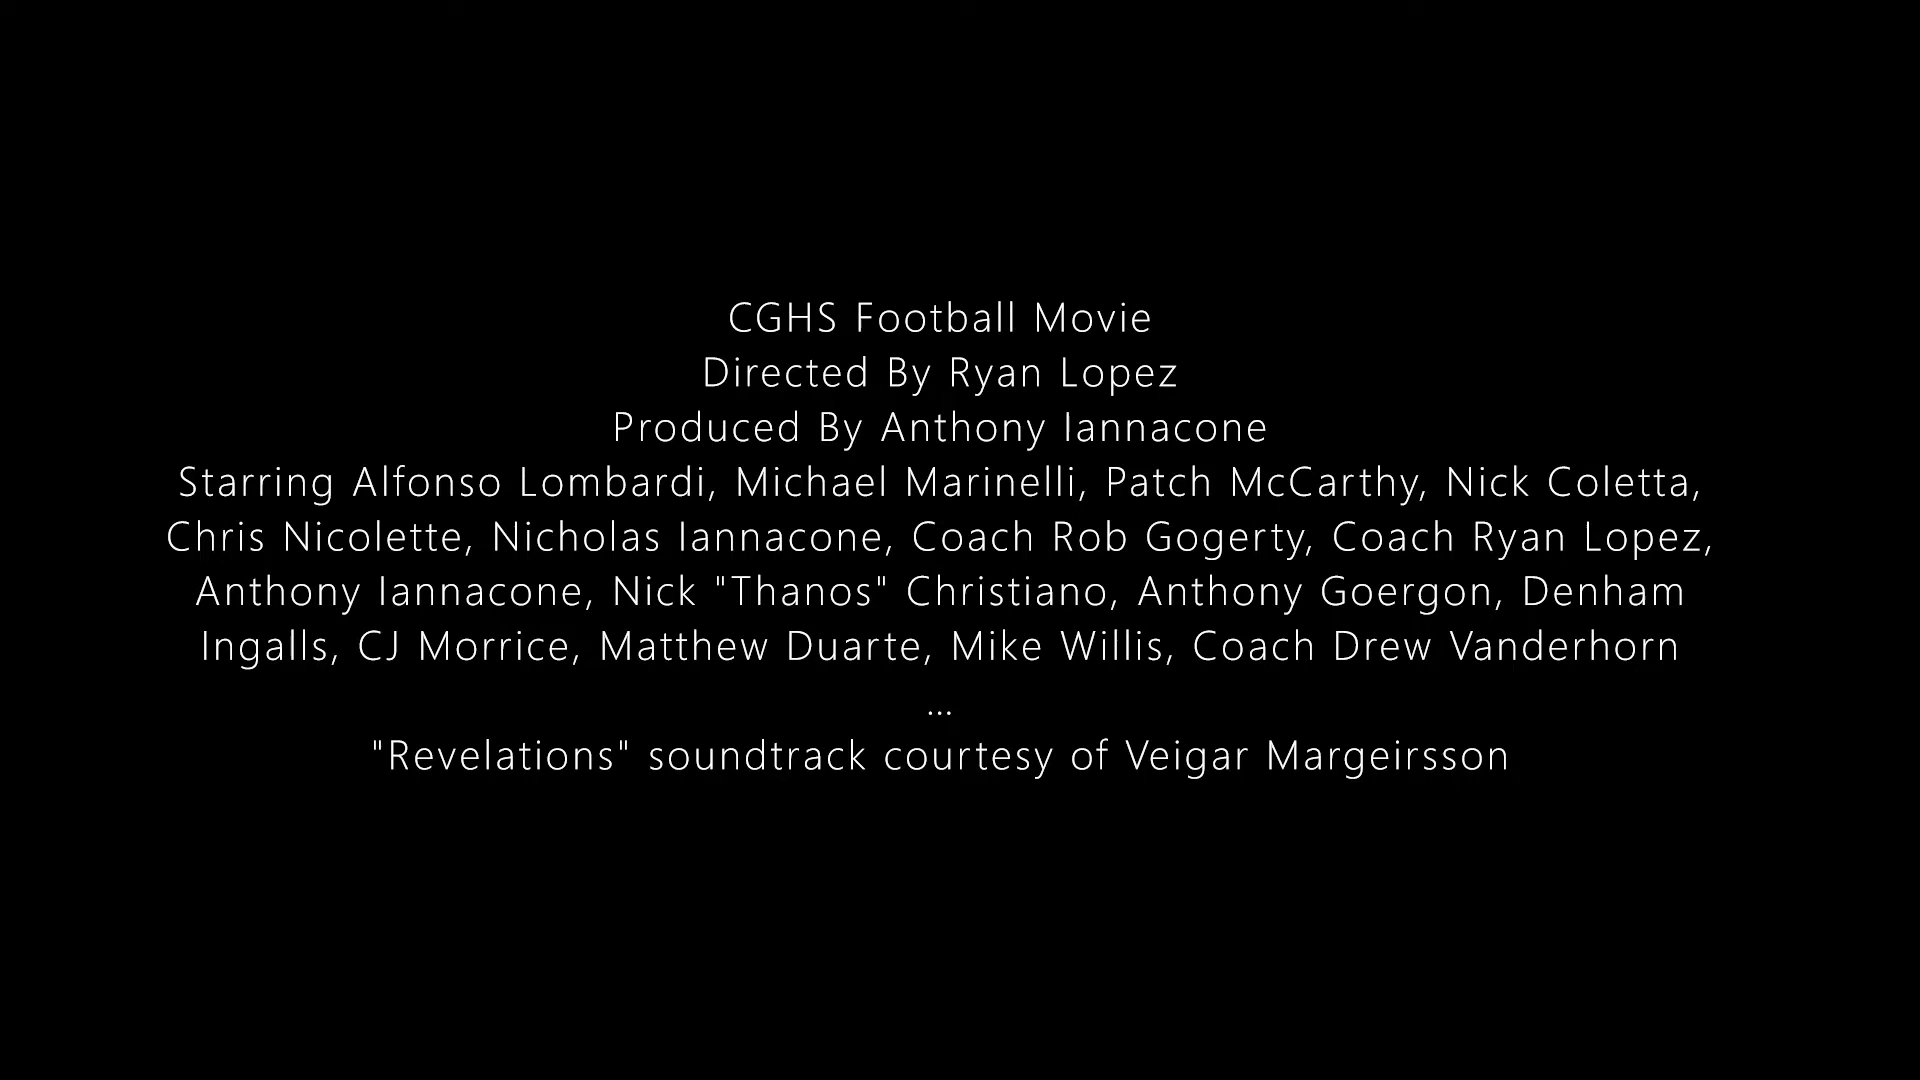 CGHS Football Movie
Directed By Ryan Lopez
Produced By Anthony Iannacone
Starring Alfonso Lombardi, Michael Marinelli, Patch McCarthy, Nick Coletta,
Chris Nicolette, Nicholas Iannacone, Coach Rob Gogerty, Coach Ryan Lopez,
Anthony Iannacone, Nick "Thanos" Christiano, Anthony Goergon, Denham
Ingalls, CJ Morrice, Matthew Duarte, Mike Willis, Coach Drew Vanderhorn
...
"Revelations" soundtrack courtesy of Veigar Margeirsson